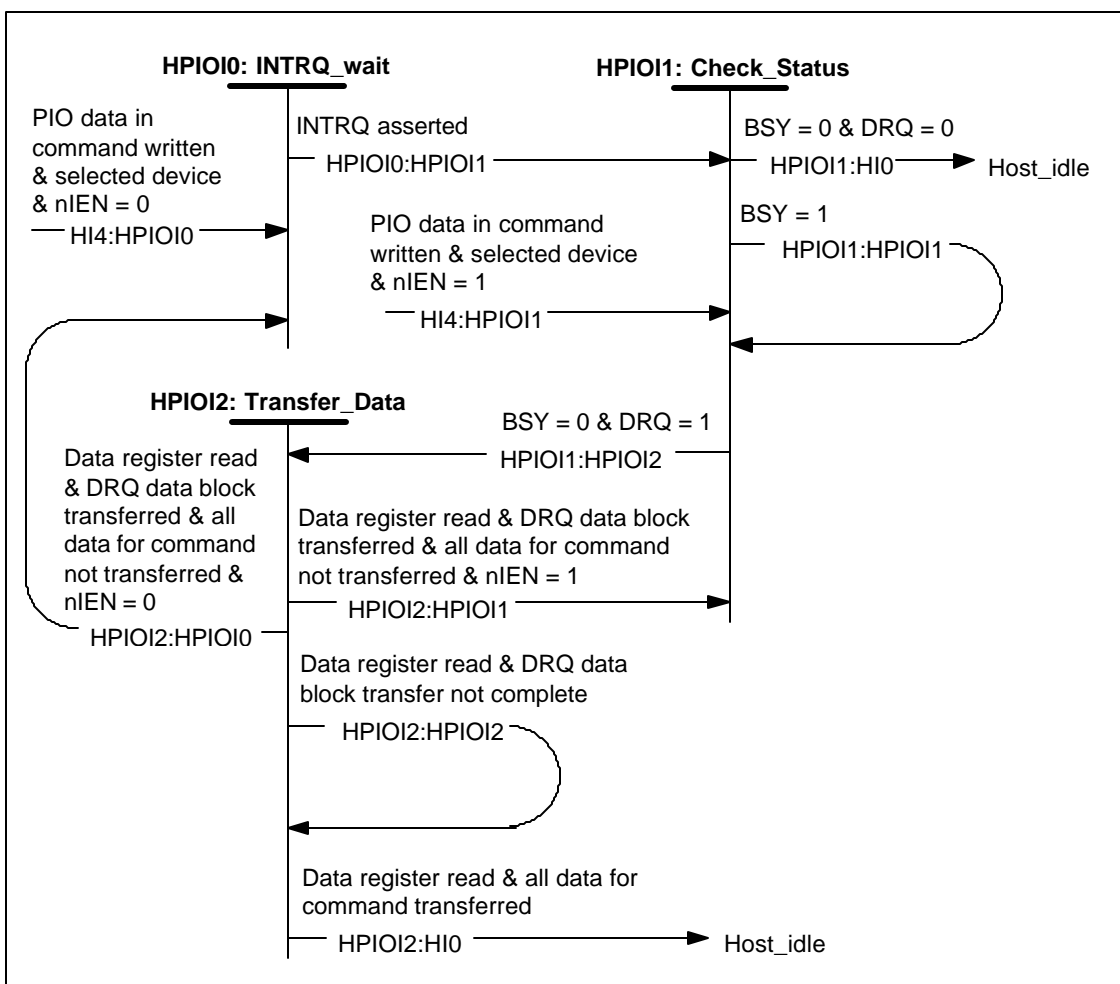 HPIOI0: INTRQ_wait
HPIOI1: Check_Status
PIO data in
command written
& selected device
& nIEN = 0
HI4:HPIOI0
INTRQ asserted
HPIOI0:HPIOI1
BSY = 0 & DRQ = 0
HPIOI1:HI0
Host_idle
BSY = 1
HPIOI1:HPIOI1
PIO data in command
written & selected device
& nIEN = 1
HI4:HPIOI1
HPIOI2: Transfer_Data
BSY = 0 & DRQ = 1
HPIOI1:HPIOI2
Data register read
& DRQ data block
transferred & all
data for command
not transferred &
nIEN = 0
HPIOI2:HPIOI0
Data register read & DRQ data block
transferred & all data for command
not transferred & nIEN = 1
HPIOI2:HPIOI1
Data register read & DRQ data
block transfer not complete
HPIOI2:HPIOI2
Data register read & all data for
command transferred
HPIOI2:HI0
Host_idle